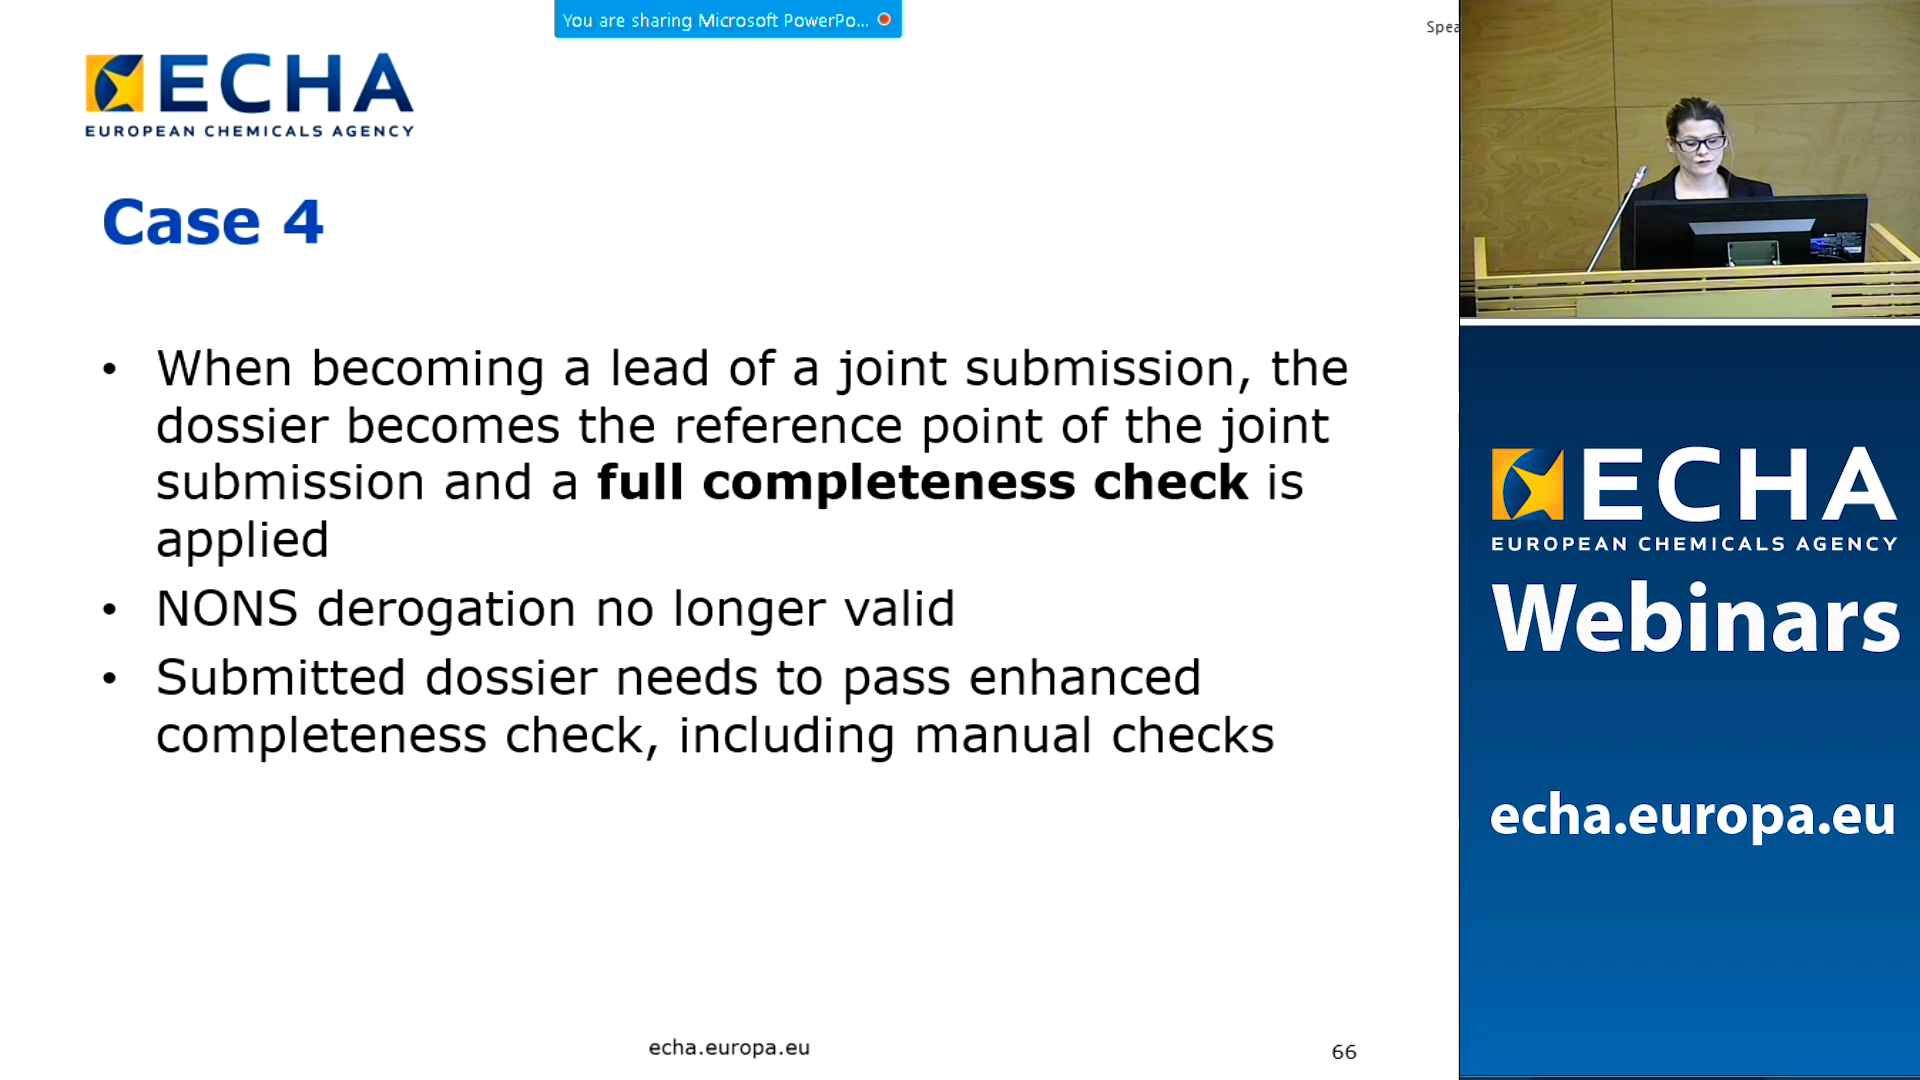 You are sharing Microsoft PowerPo...
Spea
ECHA
EUROPEAN CHEMICALS AGENCY
Case 4
• When becoming a lead of a joint submission, the
dossier becomes the reference point of the joint
submission and a full completeness check is
applied
• NONS derogation no longer valid
• Submitted dossier needs to pass enhanced
completeness check, including manual checks
echa.europa.eu
66
ECHA
EUROPEAN CHEMICALS AGENCY
Webinars
echa.europa.eu